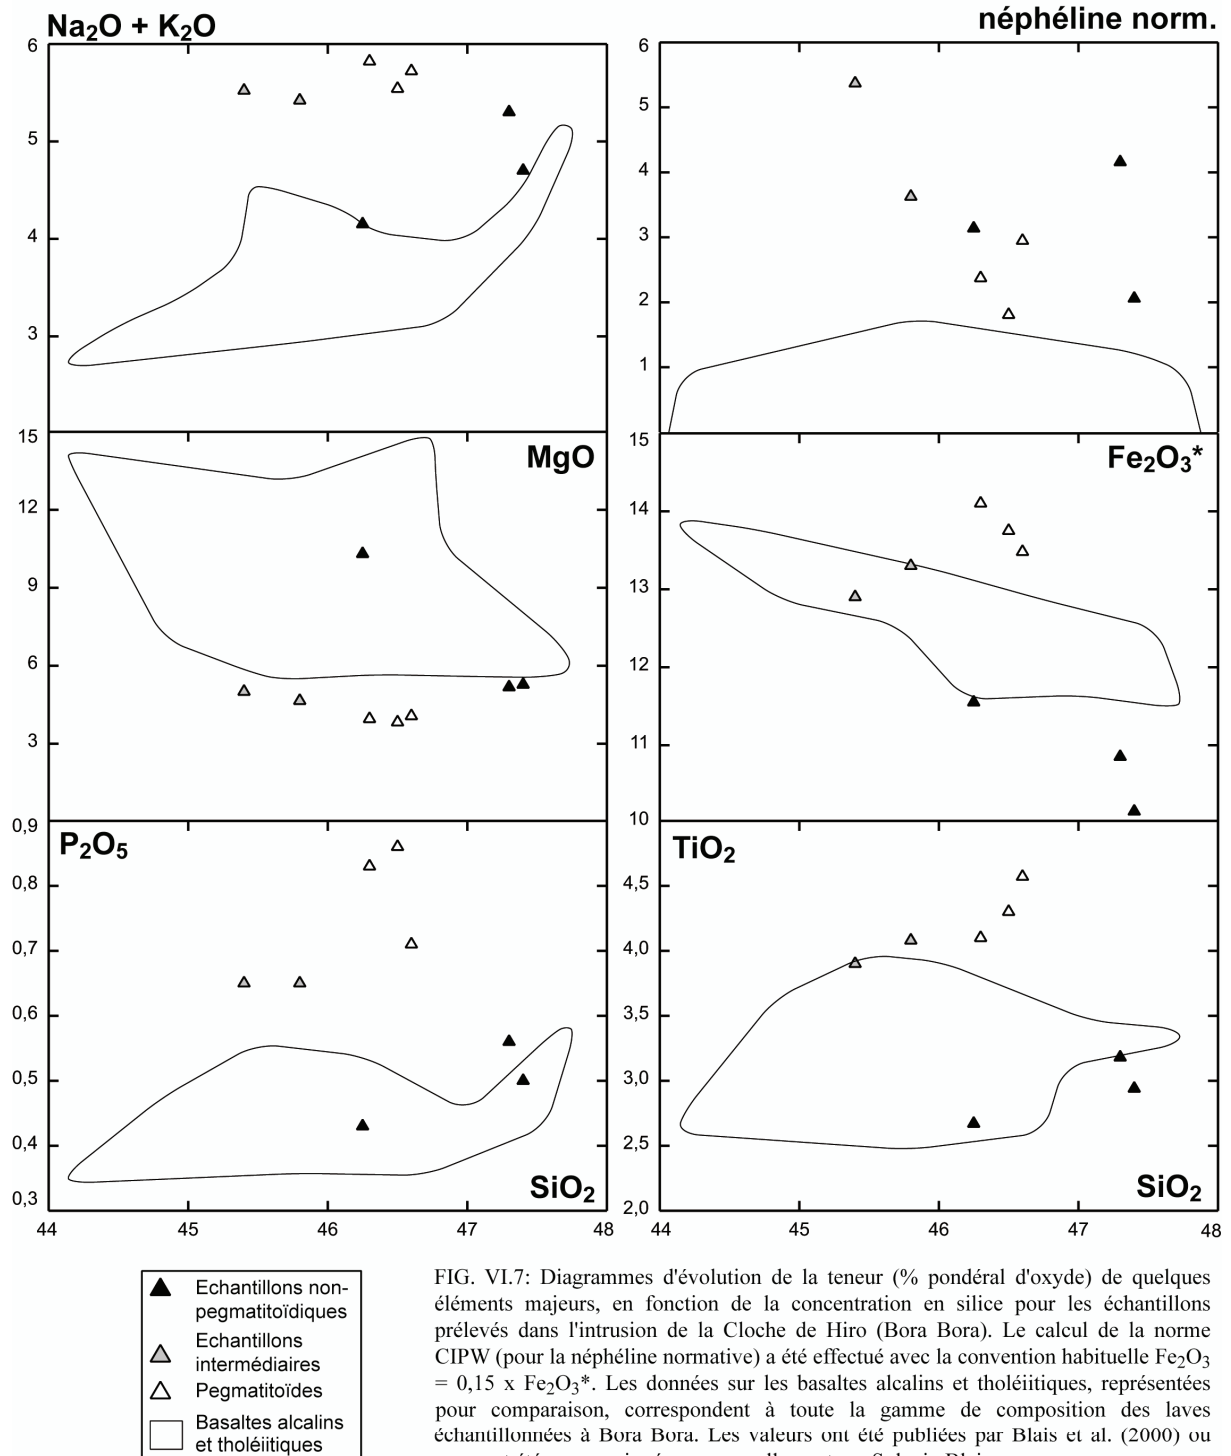 Na2O + K2O
néphéline norm.
6
5
4
3
6
5
4
3
2
1
MgO
15
12
9
6
3
Fe2O3*
15
14
13
12
11
10
P2O5
0,9
0,8
0,7
0,6
0,5
0,4
0,3
SiO2
44 45 46 47 48
TiO2
4,5
4,0
3,5
3,0
2,5
2,0
SiO2
44 45 46 47 48
Echantillons non-
pegmatitoïdiques
Echantillons
intermédiaires
Pegmatitoïdes
Basaltes alcalins
et tholéiitiques
FIG. VI.7: Diagrammes d'évolution de la teneur (% pondéral d'oxyde) de quelques
éléments majeurs, en fonction de la concentration en silice pour les échantillons
prélevés dans l'intrusion de la Cloche de Hiro (Bora Bora). Le calcul de la norme
CIPW (pour la néphéline normative) a été effectué avec la convention habituelle Fe2O3
= 0,15 x Fe2O3*. Les données sur les basaltes alcalins et tholéiitiques, représentées
pour comparaison, correspondent à toute la gamme de composition des laves
échantillonnées à Bora Bora. Les valeurs ont été publiées par Blais et al. (2000) ou